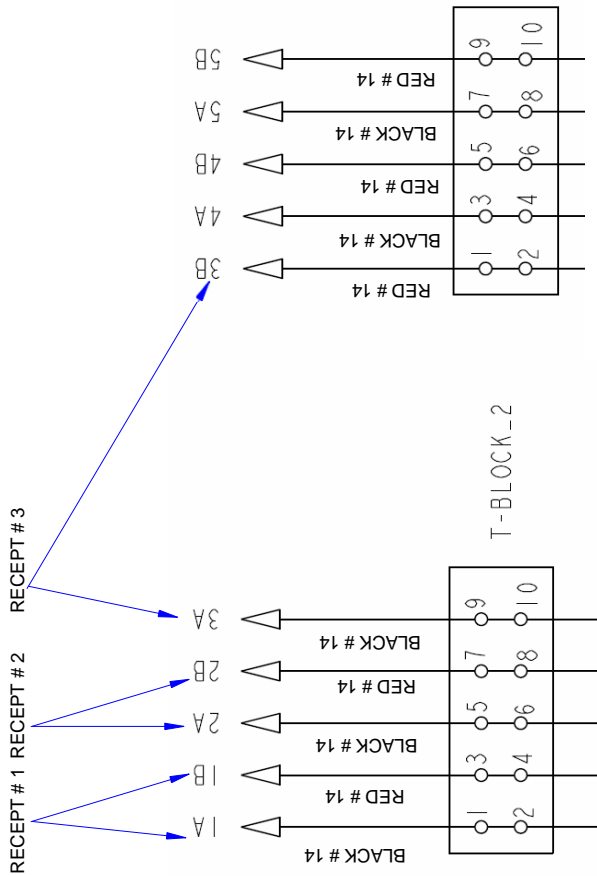 5B
RED # 14
9
10
5A
BLACK # 14
7
8
4B
RED # 14
5
6
4A
BLACK # 14
3
4
3B
RED # 14
1
2
T-BLOCK_2
RECEPT # 3
3A
BLACK # 14
9
10
RECEPT # 2
2B
RED # 14
7
8
2A
BLACK # 14
5
6
RECEPT # 1
1B
RED # 14
3
4
1A
BLACK # 14
1
2